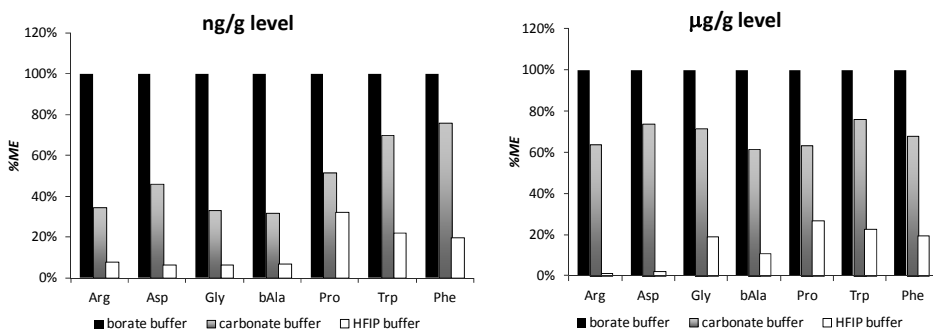 ng/g level
120%
100%
80%
60%
40%
20%
0%
%ME
Arg Asp Gly bAla Pro Trp Phe
borate buffer carbonate buffer HFIP buffer
μg/g level
120%
100%
80%
60%
40%
20%
0%
%ME
Arg Asp Gly bAla Pro Trp Phe
borate buffer carbonate buffer HFIP buffer